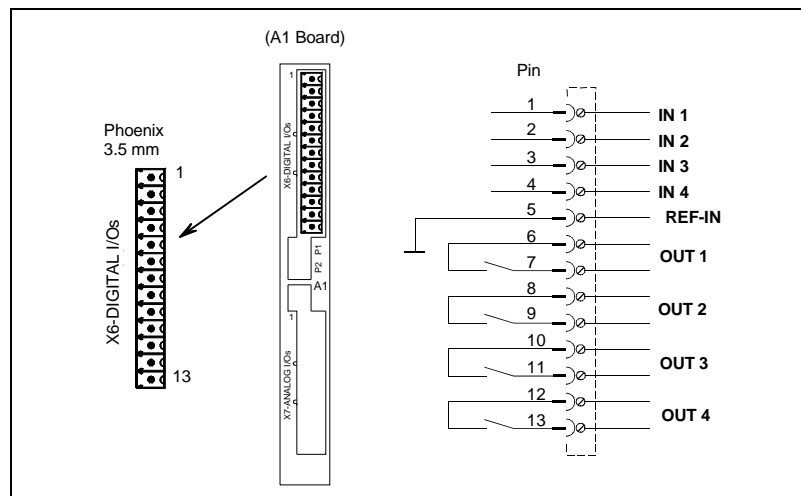 (A1 Board)
Phoenix
3.5 mm
1
13
X6-DIGITAL I/Os
1
X6-DIGITAL I/Os
P1
P2
A1
1
X7-ANALOG I/Os
Pin
1 IN 1
2 IN 2
3 IN 3
4 IN 4
5 REF-IN
6
OUT 1
7
8
OUT 2
9
10
OUT 3
11
12
OUT 4
13